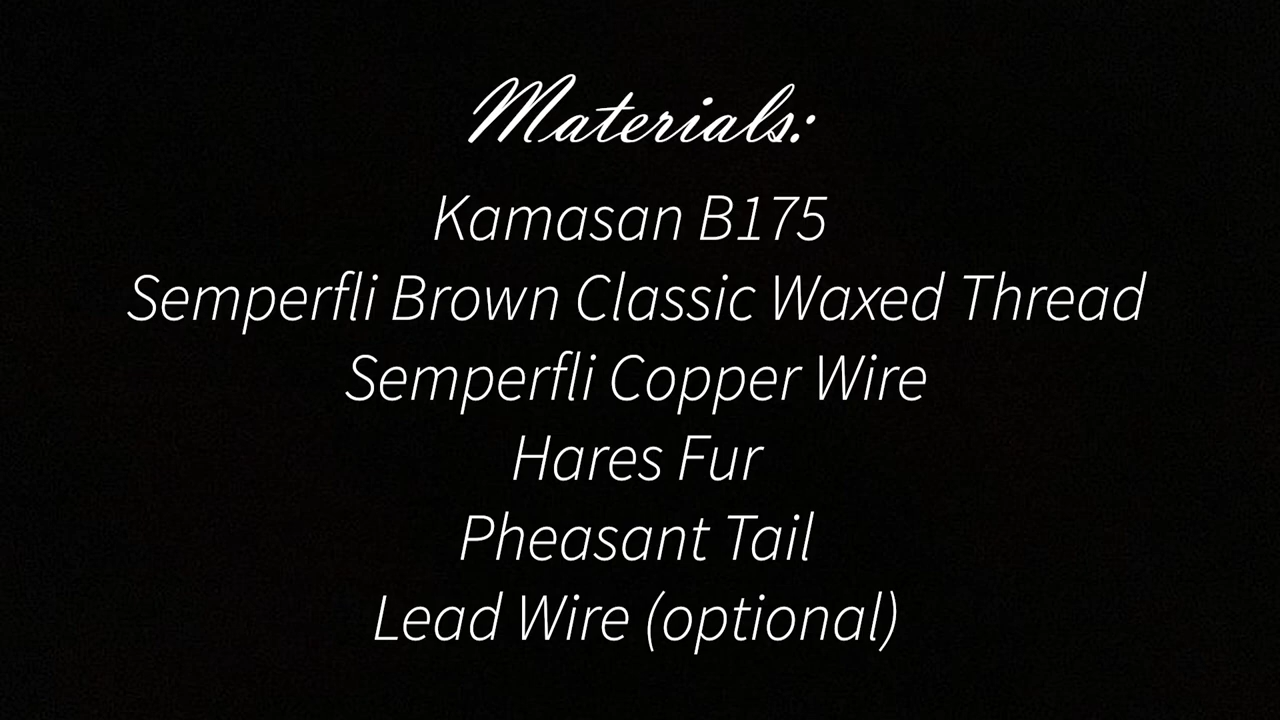 Materials:
Kamasan B175
Semperfli Brown Classic Waxed Thread
Semperfli Copper Wire
Hares Fur
Pheasant Tail
Lead Wire (optional)